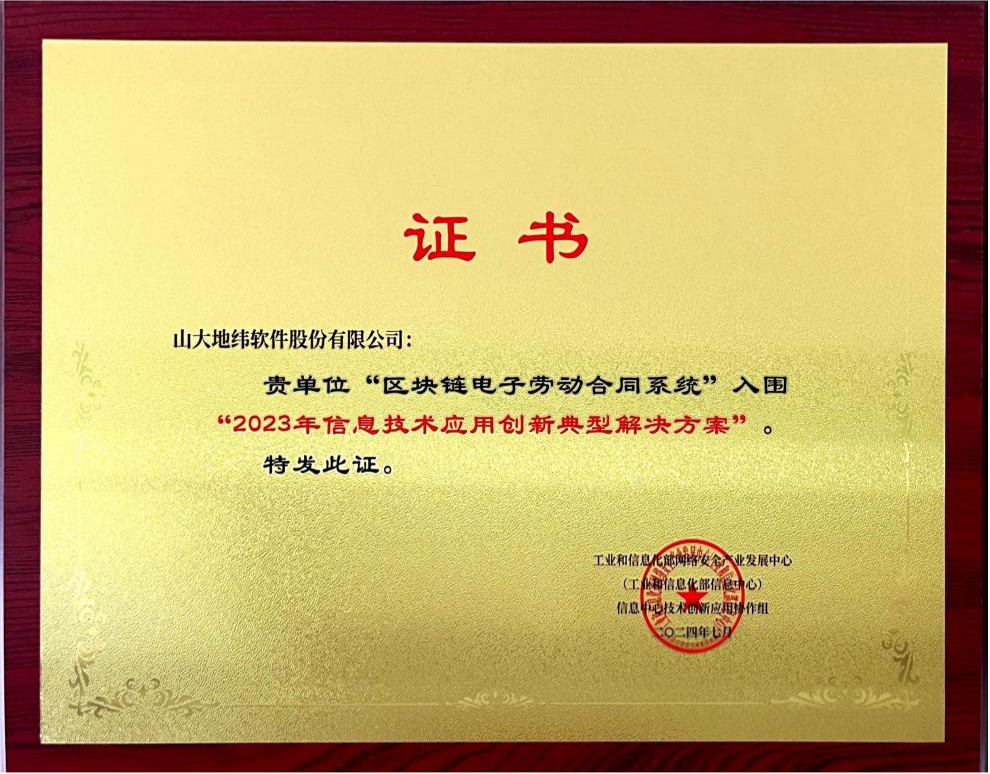 证 书
山大地纬软件股份有限公司：
贵单位“区块链电子劳动合同系统”入围
“2023年信息技术应用创新典型解决方案”。
特发此证。
工业和信息化部网络安全产业发展中心
（工业和信息化部信息中心）
信息中心技术创新应用协作组
二〇二四年七月